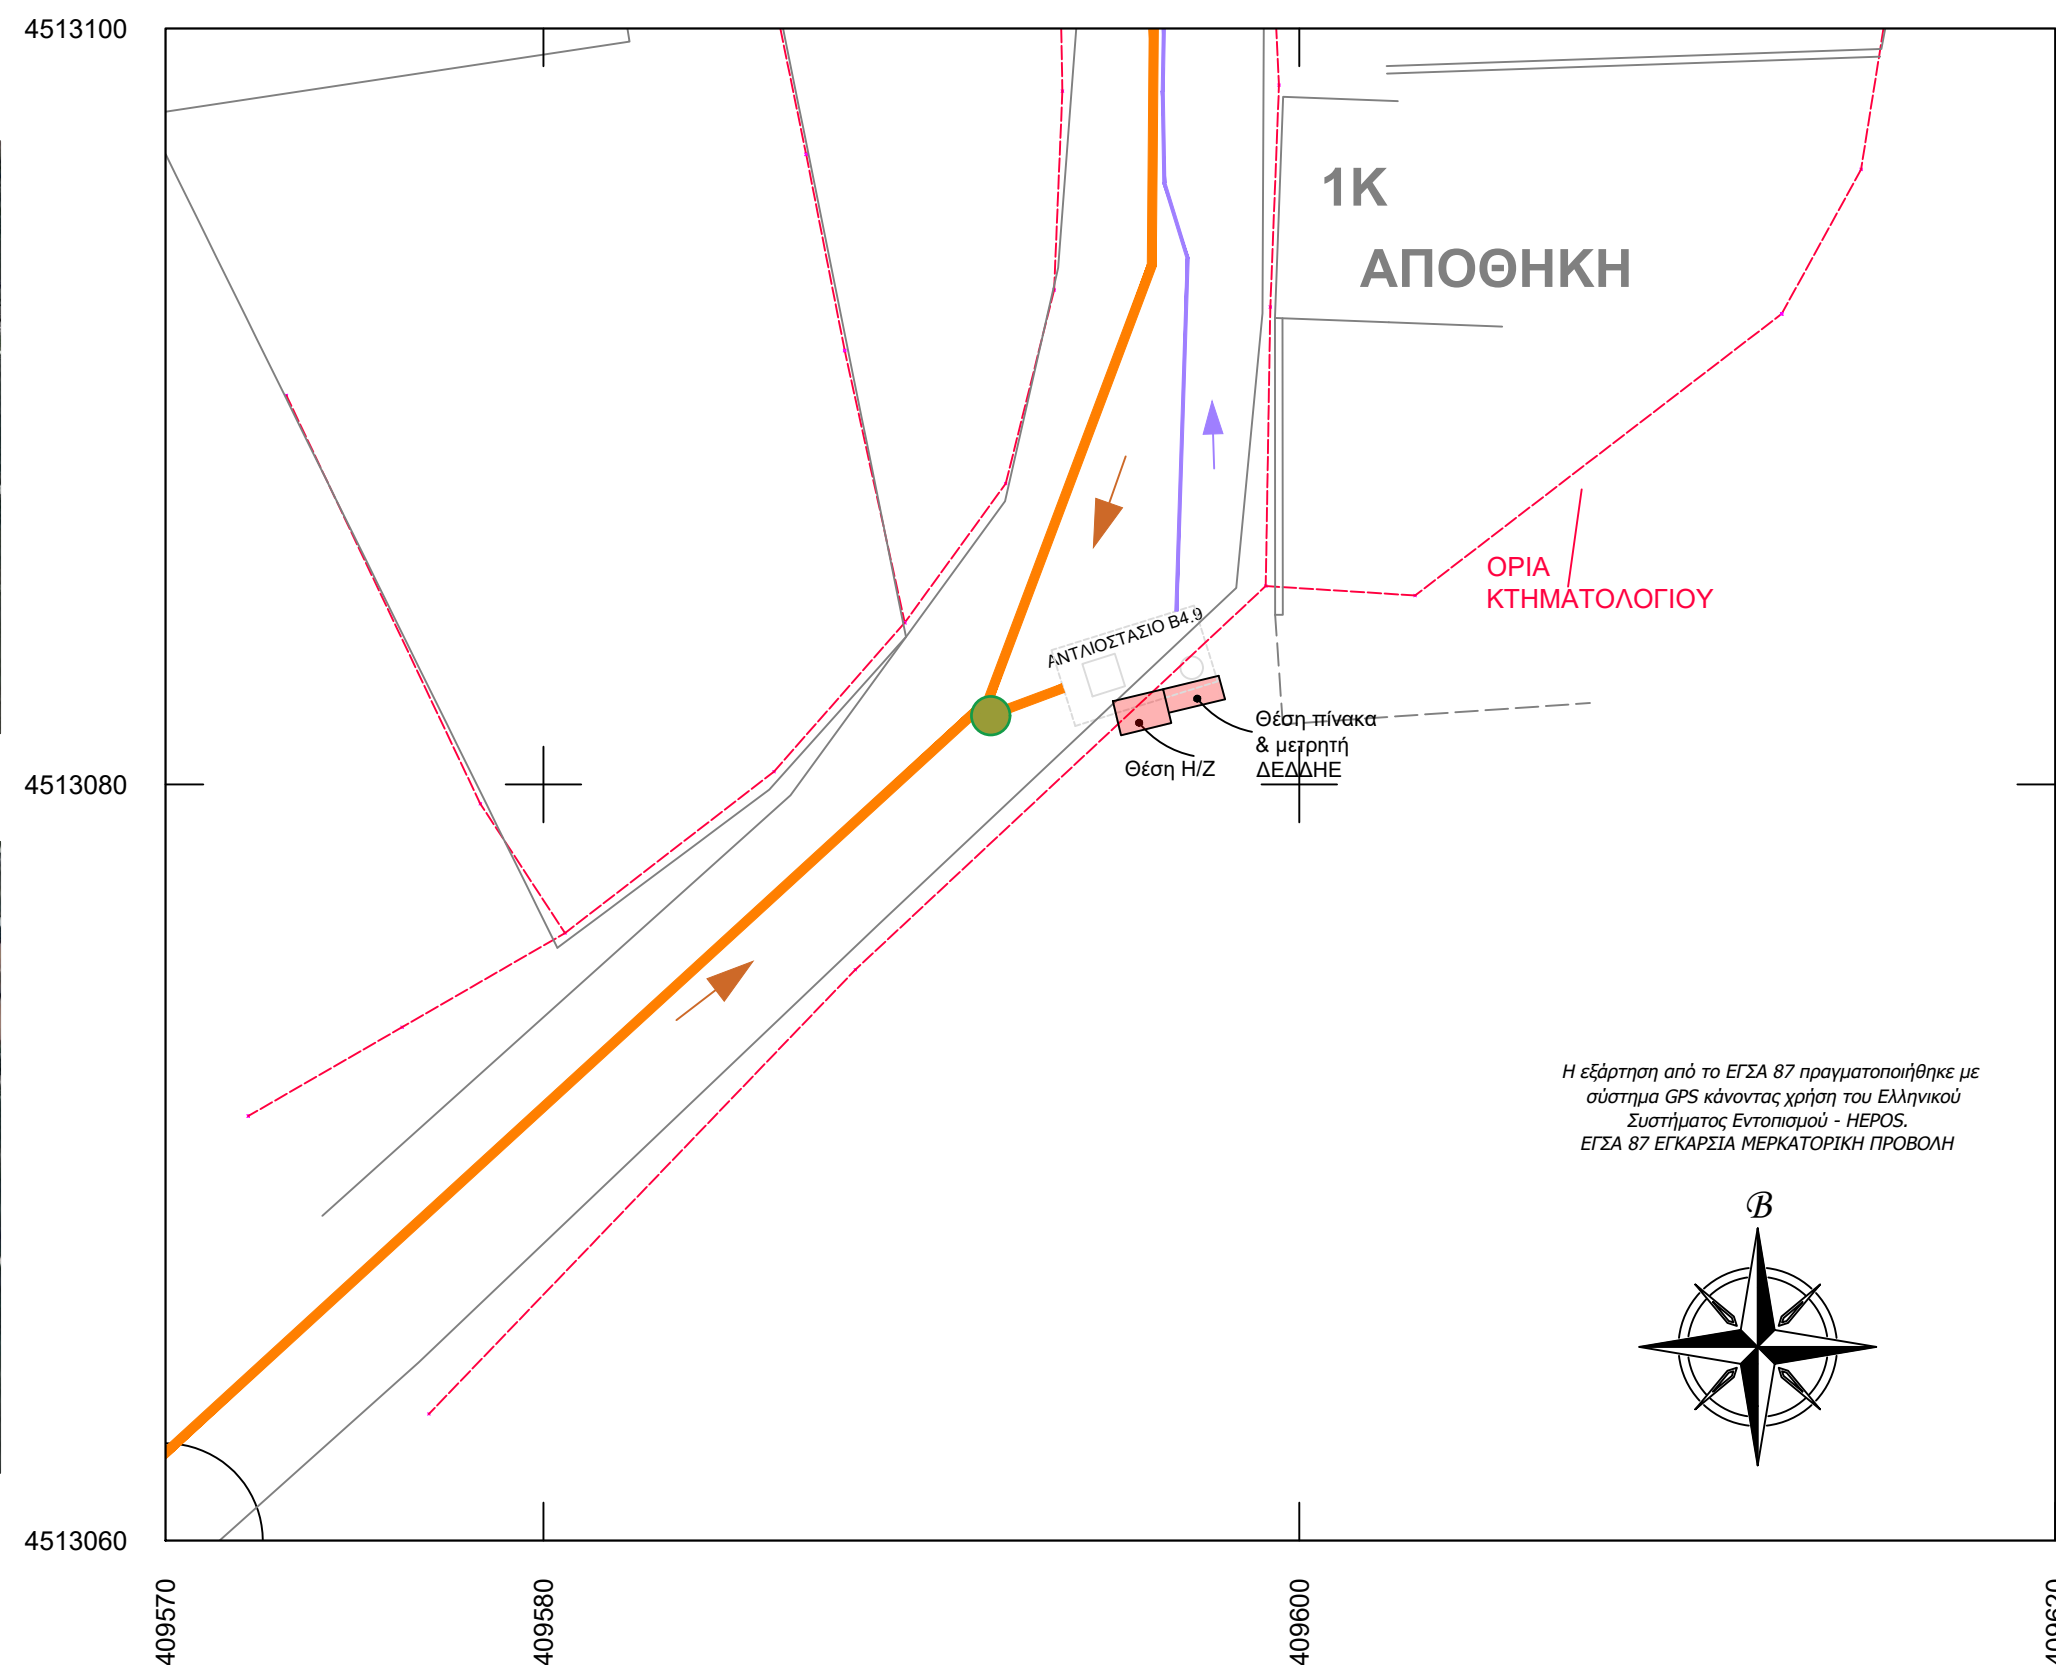 4513100
1Κ
ΑΠΟΘΗΚΗ
ΟΡΙΑ
ΚΤΗΜΑΤΟΛΟΓΙΟΥ
ΑΝΤΛΙΟΣΤΑΣΙΟ Β4.9
Θέση πίνακα
& μετρητή
ΔΕΔΔΗΕ
Θέση Η/Ζ
4513080
Η εξάρτηση από το ΕΓΣΑ 87 πραγματοποιήθηκε με
σύστημα GPS κάνοντας χρήση του Ελληνικού
Συστήματος Εντοπισμού - HEPOS.
ΕΓΣΑ 87 ΕΓΚΑΡΣΙΑ ΜΕΡΚΑΤΟΡΙΚΗ ΠΡΟΒΟΛΗ
Β
4513060
409570
409580
409600
409620